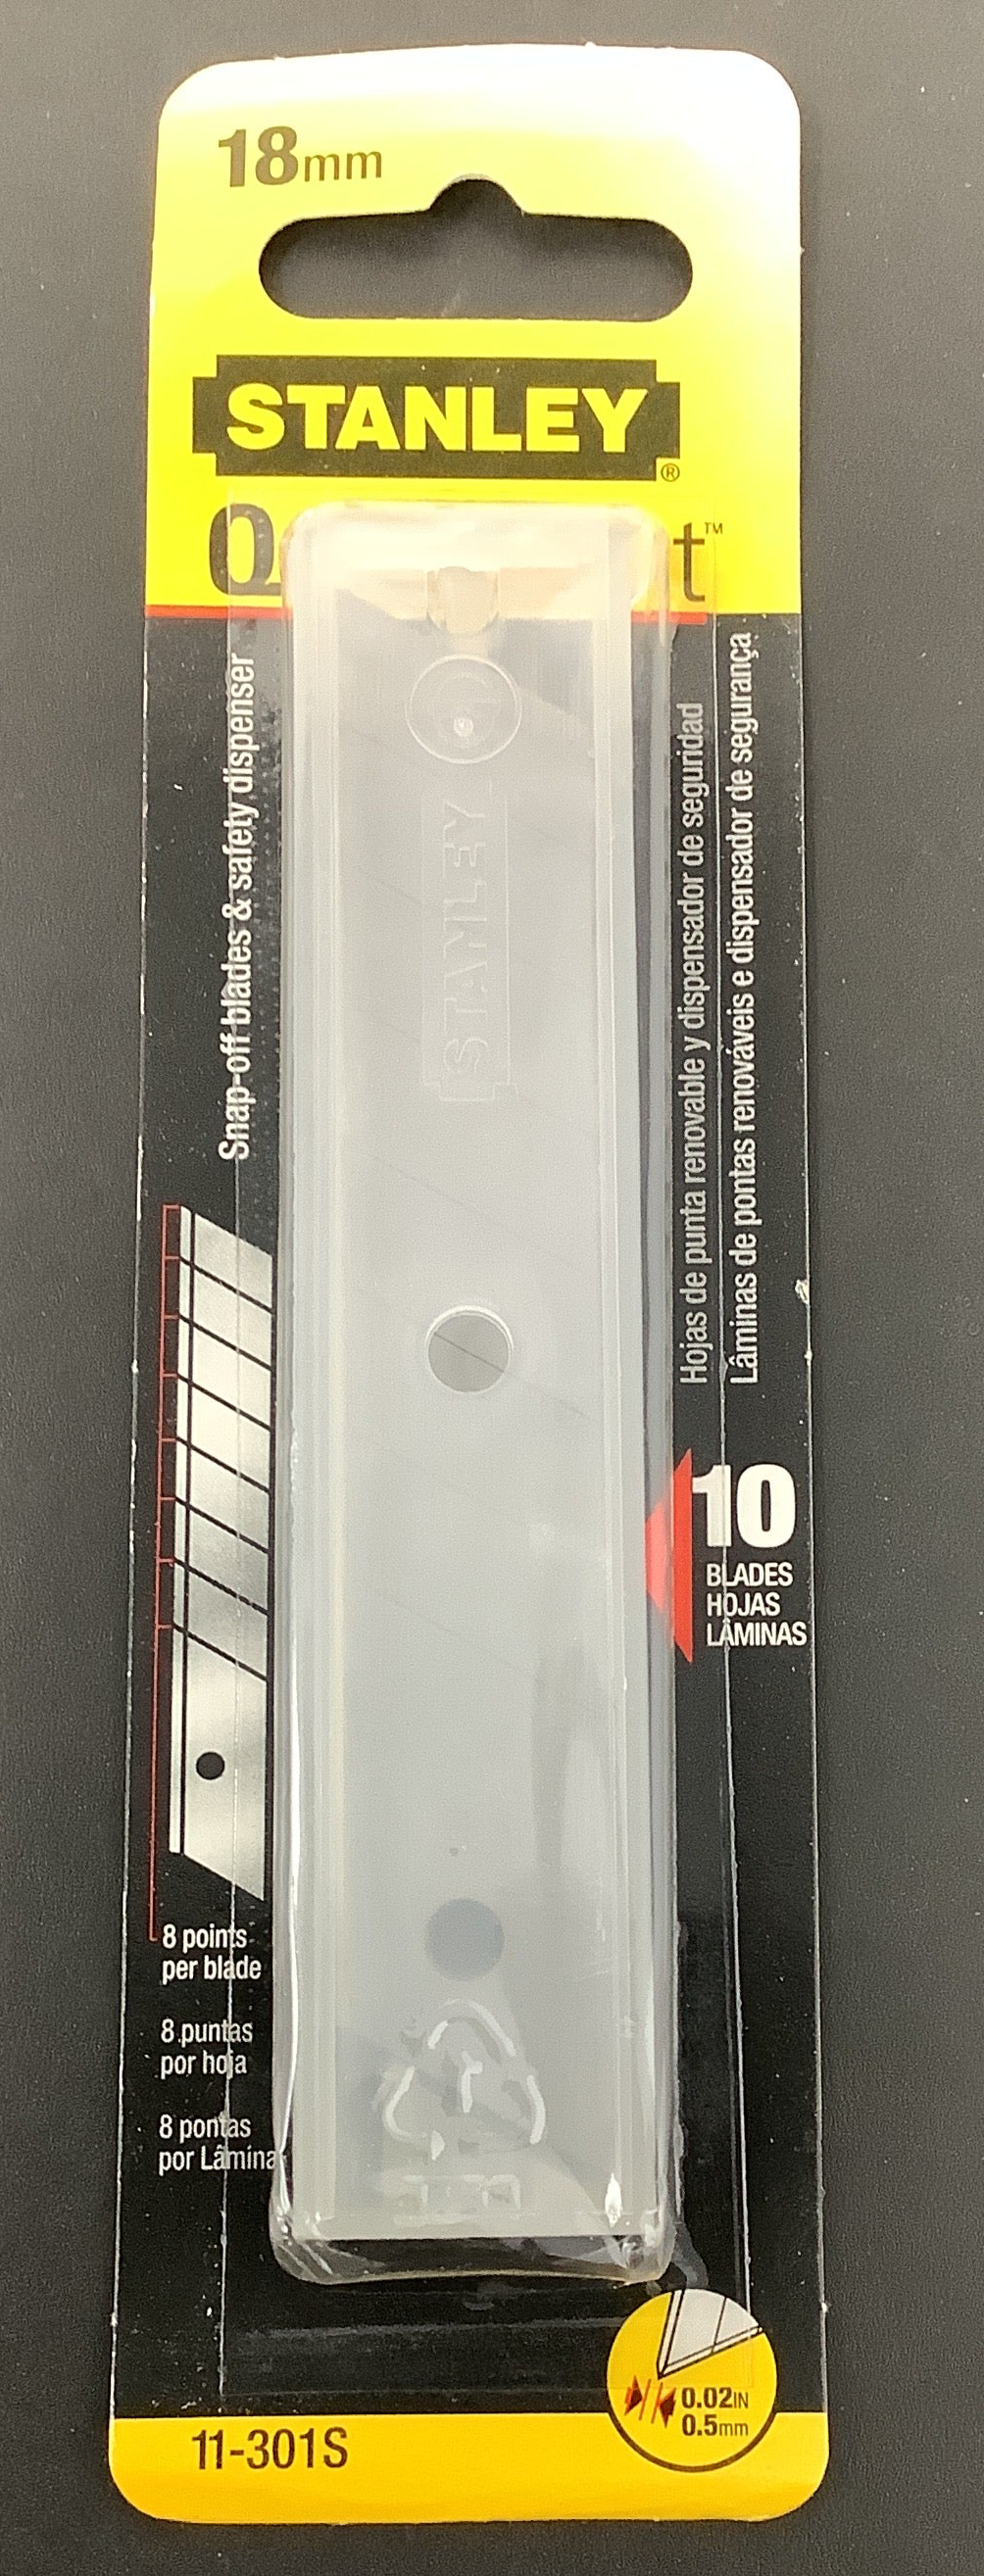 18mm
STANLEY®
Q t™
Snap-off blades & safety dispenser
STANLEY
Hojas de punta renovable y dispensador de seguridad
Lâminas de pontas renováveis e dispensador de segurança
10
BLADES
HOJAS
LÂMINAS
8 points
per blade
8 puntas
por hoja
8 pontas
por Lâmina
0.02IN
0.5mm
11-301S